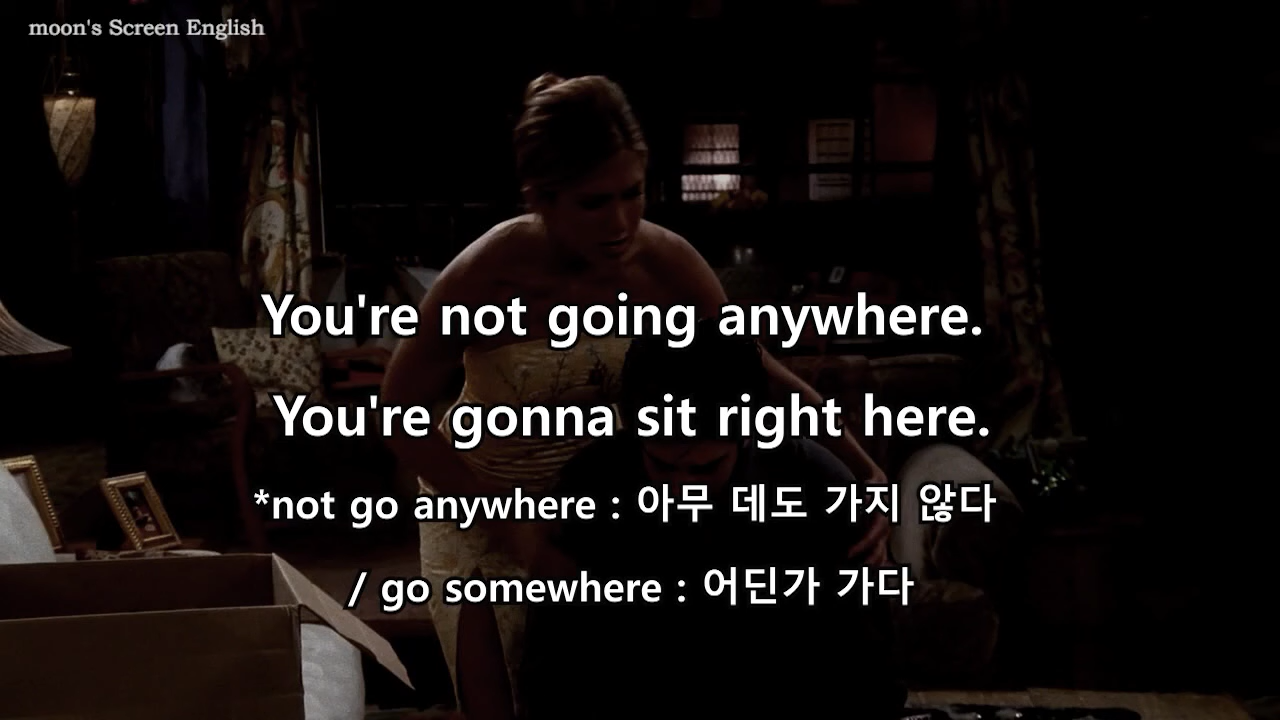 moon's Screen English
You're not going anywhere.
You're gonna sit right here.
*not go anywhere : 아무 데도 가지 않다
/ go somewhere : 어딘가 가다